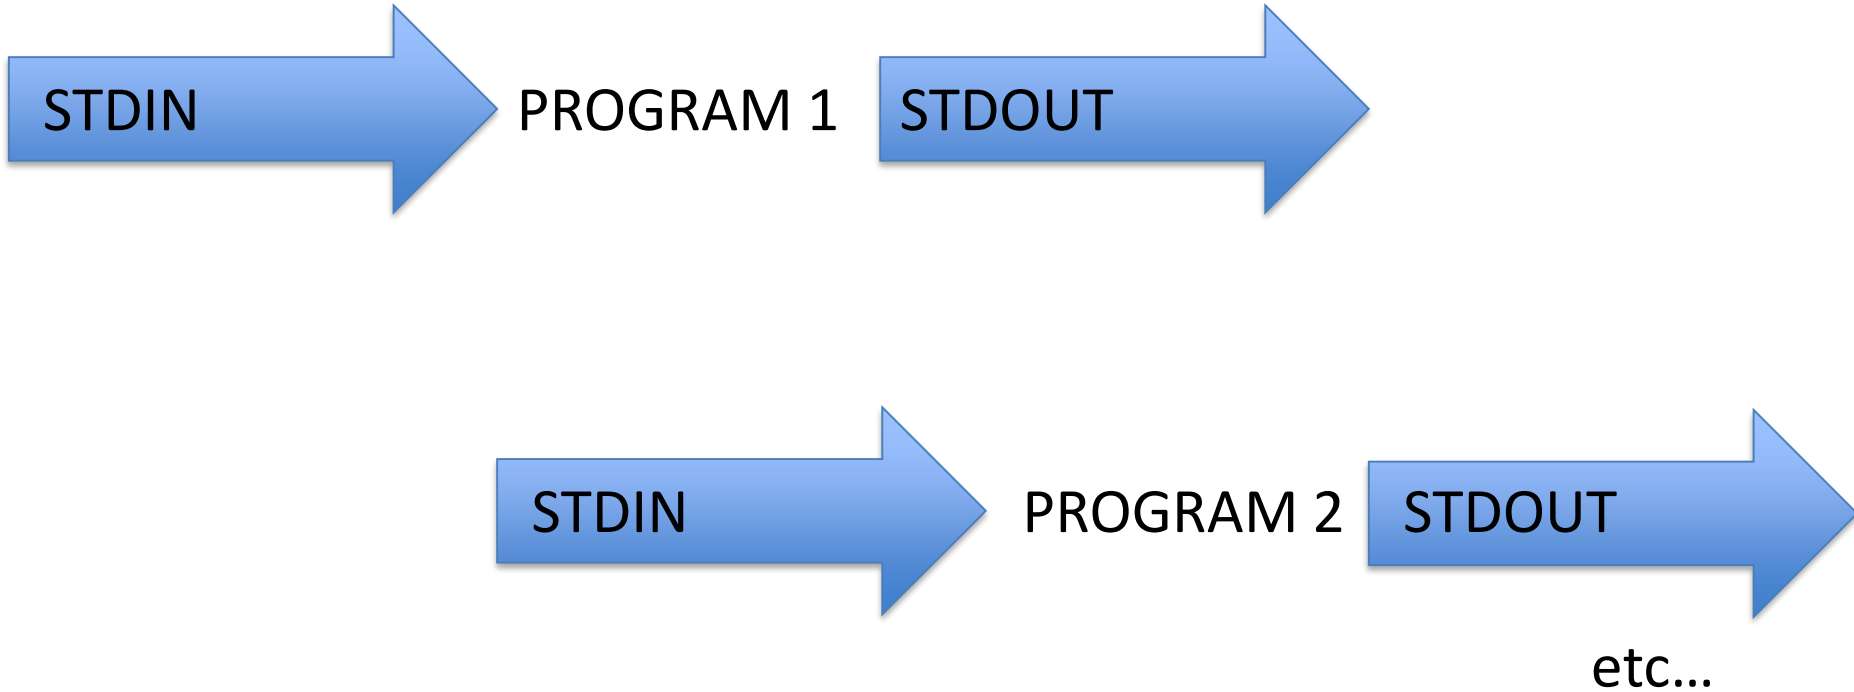 STDIN PROGRAM 1 STDOUT
STDIN PROGRAM 2 STDOUT
etc...